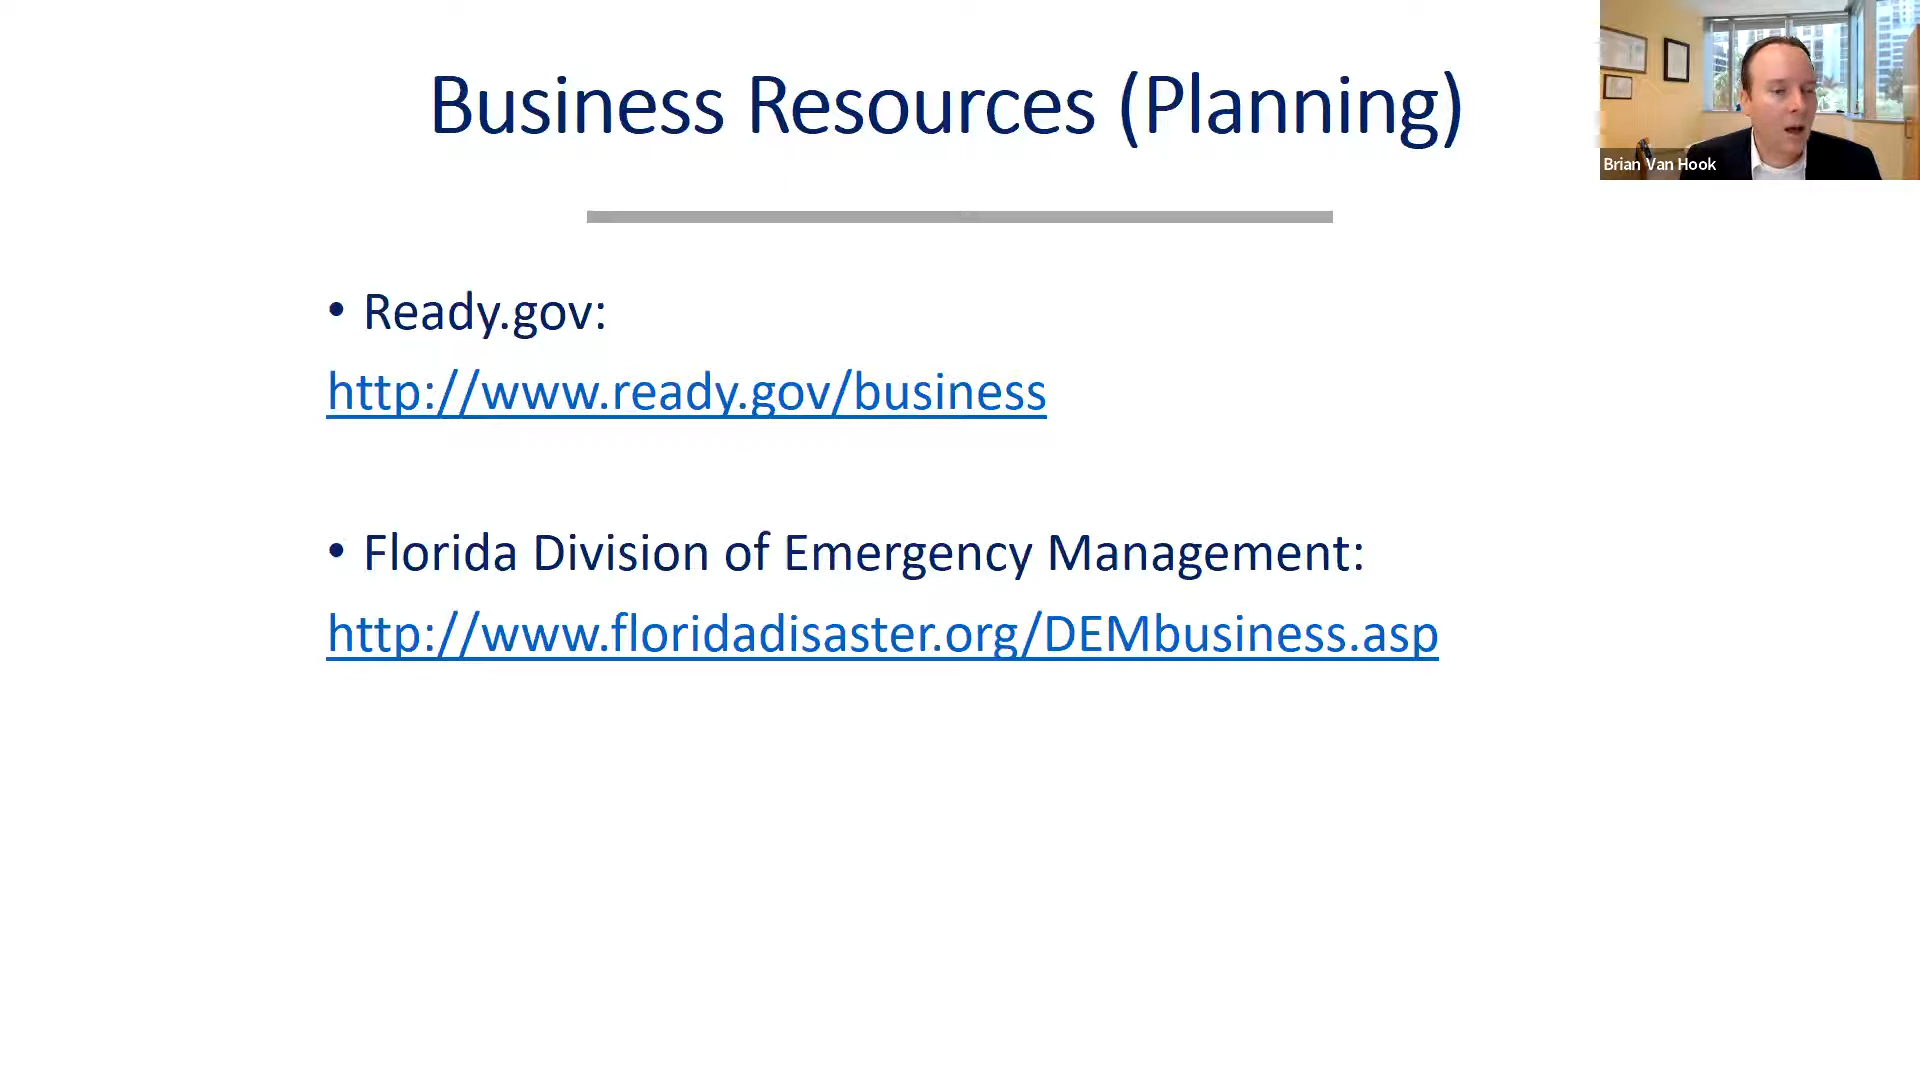 Business Resources (Planning)
Brian Van Hook
• Ready.gov:
http://www.ready.gov/business
• Florida Division of Emergency Management:
http://www.floridadisaster.org/DEMbusiness.asp